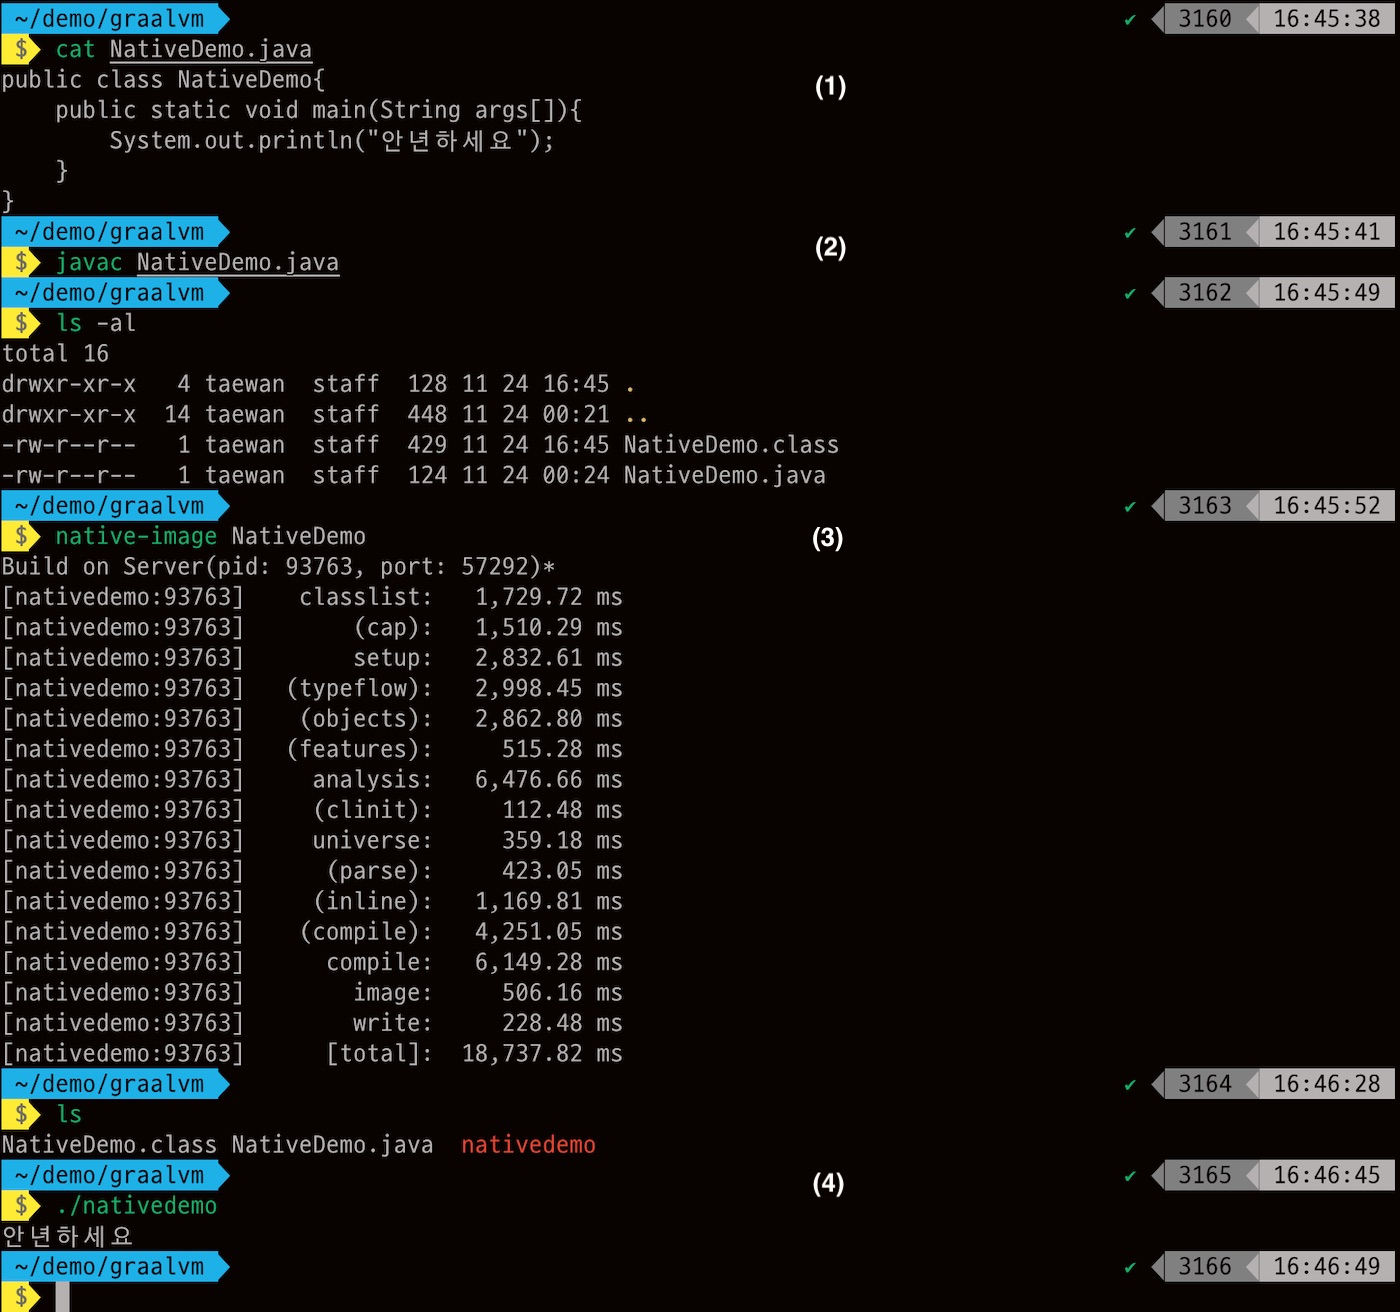 ~/demo/graalvm ✔ 3160 16:45:38
$ cat NativeDemo.java
public class NativeDemo{ (1)
    public static void main(String args[]){
        System.out.println("안녕하세요");
    }
}
~/demo/graalvm ✔ 3161 16:45:41
(2)
$ javac NativeDemo.java
~/demo/graalvm ✔ 3162 16:45:49
$ ls -al
total 16
drwxr-xr-x   4 taewan  staff  128 11 24 16:45 .
drwxr-xr-x  14 taewan  staff  448 11 24 00:21 ..
-rw-r--r--   1 taewan  staff  429 11 24 16:45 NativeDemo.class
-rw-r--r--   1 taewan  staff  124 11 24 00:24 NativeDemo.java
~/demo/graalvm ✔ 3163 16:45:52
$ native-image NativeDemo (3)
Build on Server(pid: 93763, port: 57292)*
[nativedemo:93763]    classlist:   1,729.72 ms
[nativedemo:93763]        (cap):   1,510.29 ms
[nativedemo:93763]        setup:   2,832.61 ms
[nativedemo:93763]   (typeflow):   2,998.45 ms
[nativedemo:93763]    (objects):   2,862.80 ms
[nativedemo:93763]   (features):     515.28 ms
[nativedemo:93763]     analysis:   6,476.66 ms
[nativedemo:93763]     (clinit):     112.48 ms
[nativedemo:93763]     universe:     359.18 ms
[nativedemo:93763]      (parse):     423.05 ms
[nativedemo:93763]     (inline):   1,169.81 ms
[nativedemo:93763]    (compile):   4,251.05 ms
[nativedemo:93763]      compile:   6,149.28 ms
[nativedemo:93763]        image:     506.16 ms
[nativedemo:93763]        write:     228.48 ms
[nativedemo:93763]      [total]:  18,737.82 ms
~/demo/graalvm ✔ 3164 16:46:28
$ ls
NativeDemo.class NativeDemo.java  nativedemo
~/demo/graalvm ✔ 3165 16:46:45
(4)
$ ./nativedemo
안녕하세요
~/demo/graalvm ✔ 3166 16:46:49
$